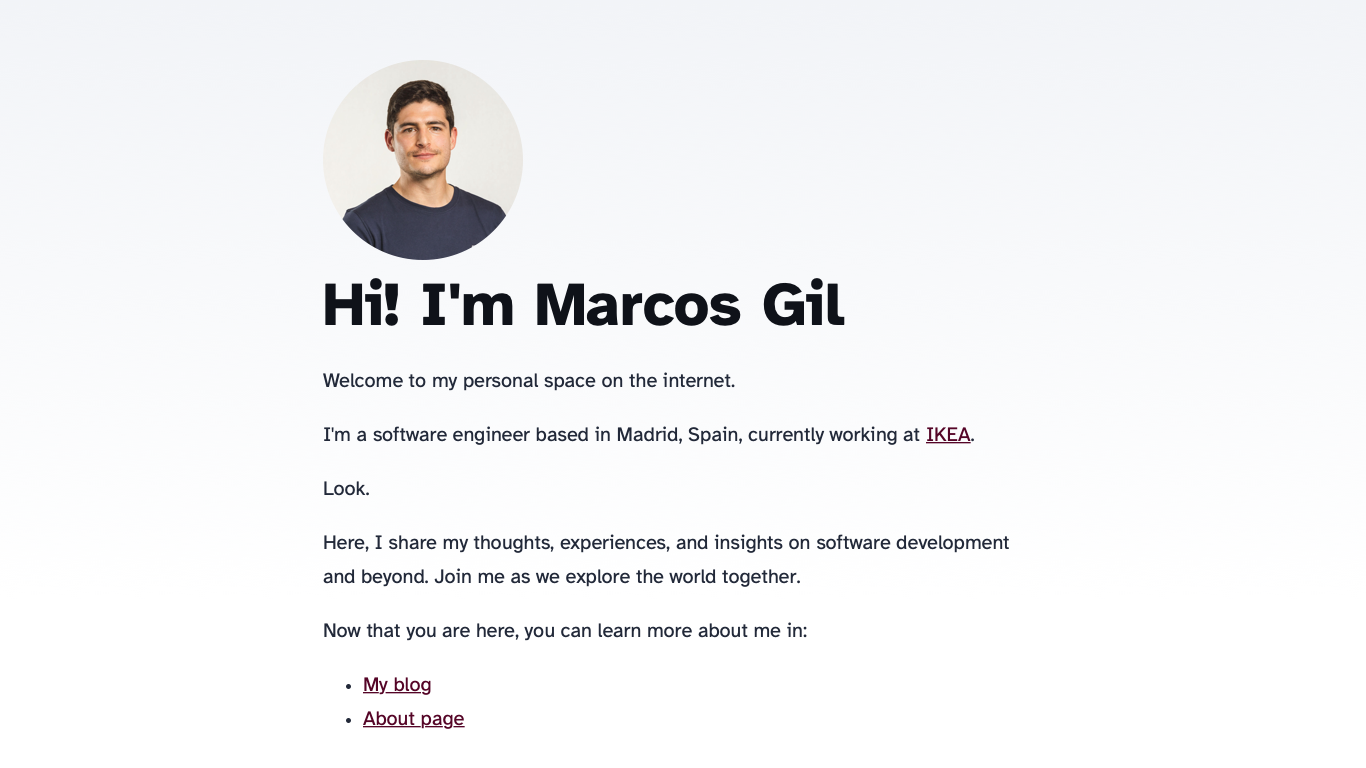 Hi! I'm Marcos Gil
Welcome to my personal space on the internet.
I'm a software engineer based in Madrid, Spain, currently working at IKEA.
Look.
Here, I share my thoughts, experiences, and insights on software development
and beyond. Join me as we explore the world together.
Now that you are here, you can learn more about me in:
• My blog
• About page